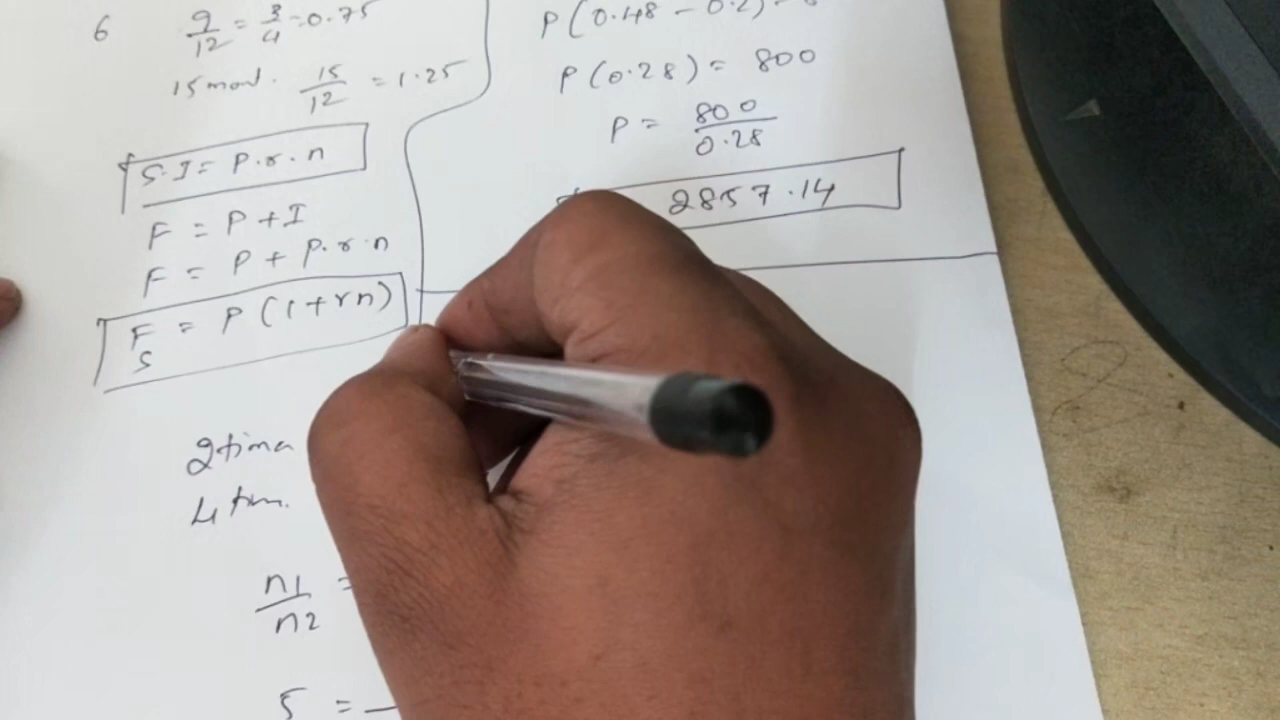 6
9/12 = 3/4 = 0.75
15 mont. 15/12 = 1.25
S.I = P.r.n
F = P + I
F = P + P.r.n
F = P (1 + rn)
S
2 time
4 tim.
n1/n2 =
5 =
P (0.48 - 0.2) =
P (0.28) = 800
P = 800/0.28
2857.14